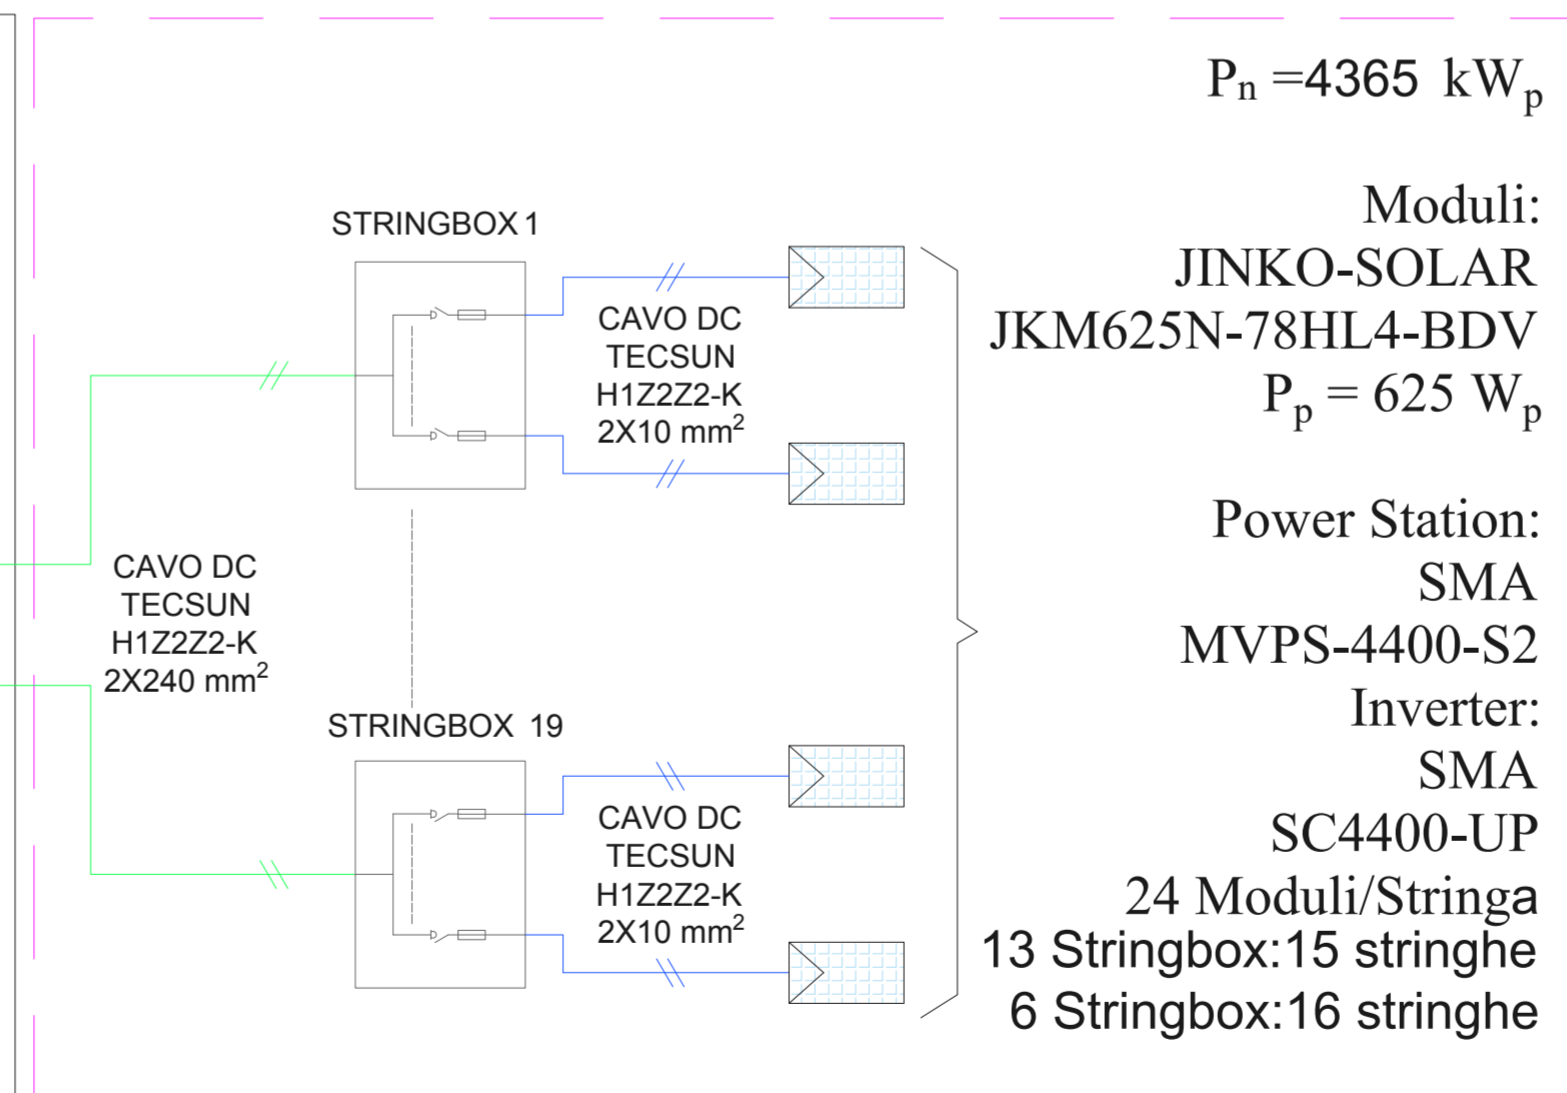 Pn =4365 kWp
Moduli:
JINKO-SOLAR
JKM625N-78HL4-BDV
Pp = 625 Wp
Power Station:
SMA
MVPS-4400-S2
Inverter:
SMA
SC4400-UP
24 Moduli/Stringa
13 Stringbox:15 stringhe
6 Stringbox:16 stringhe
STRINGBOX 1
CAVO DC
TECSUN
H1Z2Z2-K
2X10 mm²
CAVO DC
TECSUN
H1Z2Z2-K
2X240 mm²
STRINGBOX 19
CAVO DC
TECSUN
H1Z2Z2-K
2X10 mm²